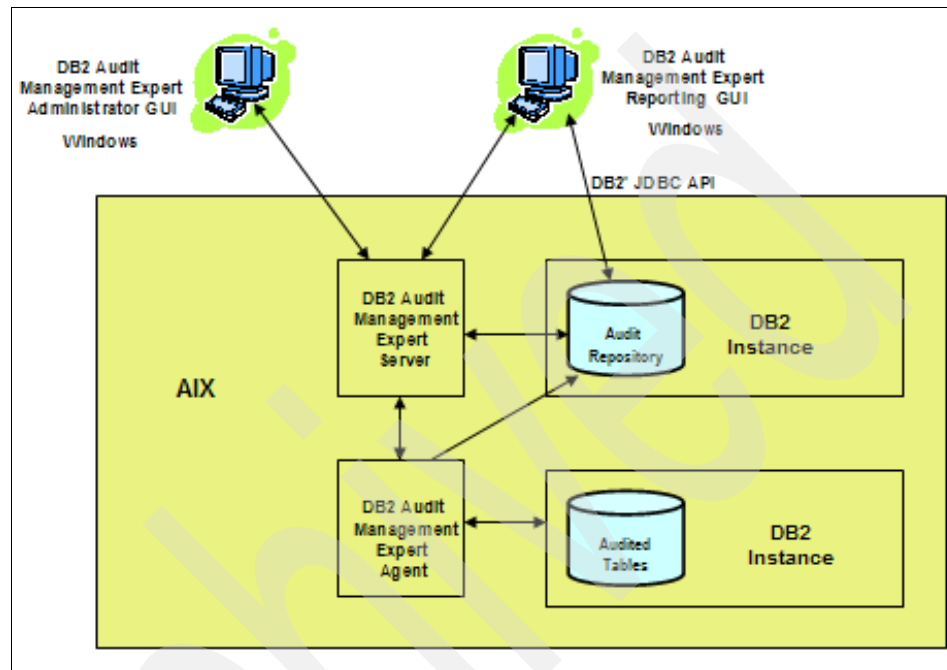 DB2 Audit
Management Expert
Administrator GUI
Windows
DB2 Audit
Management Expert
Reporting GUI
Windows
DB2' JDBC API
DB2 Audit
Management
Expert
Server
Audit
Repository
DB2
Instance
AIX
DB2 Audit
Management
Expert
Agent
Audited
Tables
DB2
Instance